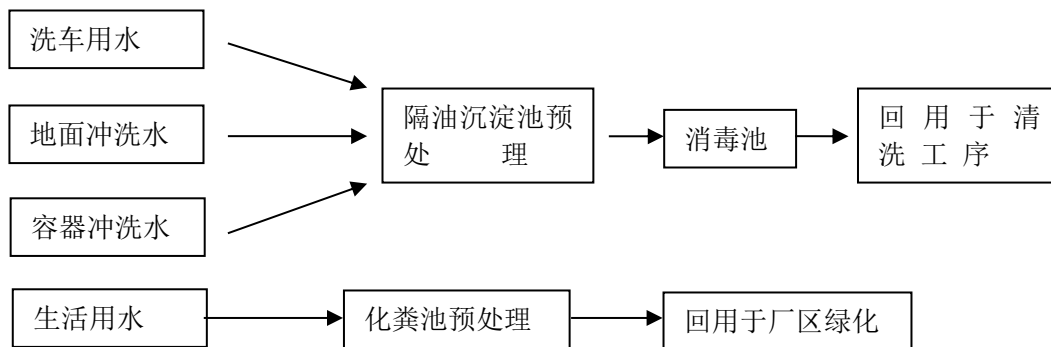 洗车用水
地面冲洗水
容器冲洗水
隔油沉淀池预
处理
消毒池
回用于清
洗工序
生活用水
化粪池预处理
回用于厂区绿化